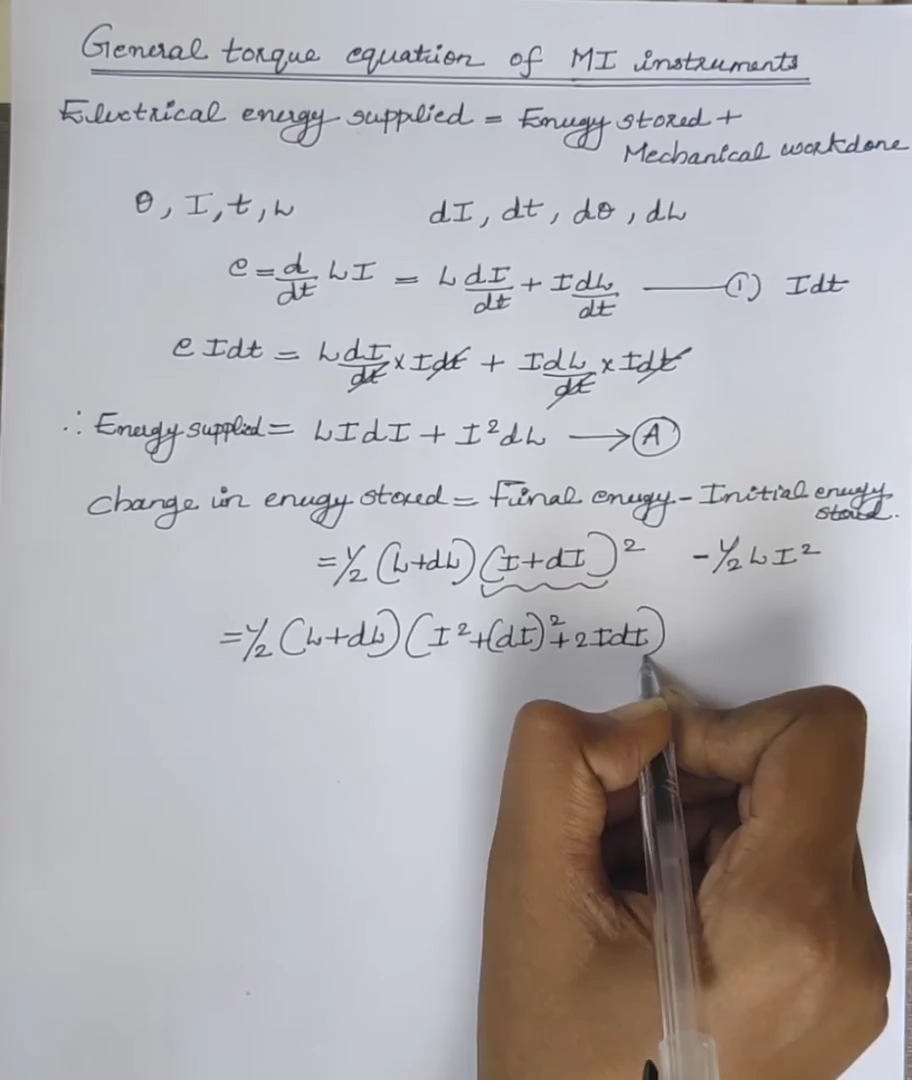 General torque equation of MI instruments
Electrical energy supplied = Energy stored +
Mechanical workdone
θ, I, t, L dI, dt, dθ, dL
e = d/dt LI = L dI/dt + I dL/dt ——— (1) Idt
e Idt = L dI/dt × Idt + I dL/dt × Idt
∴ Energy supplied = LIdI + I²dL → (A)
Change in energy stored = Final energy - Initial energy stored.
= 1/2 (L+dL) (I+dI)² - 1/2 LI²
= 1/2 (L+dL) (I²+(dI)²+2IdI)